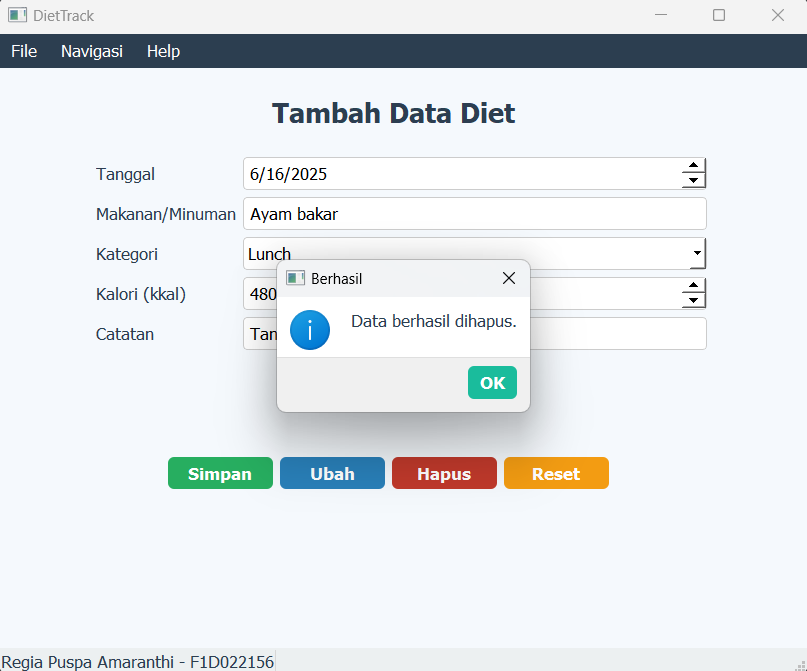 DietTrack
File Navigasi Help
Tambah Data Diet
Tanggal 6/16/2025
Makanan/Minuman Ayam bakar
Kategori Lunch
Berhasil
Kalori (kkal) 480
Data berhasil dihapus.
Catatan Tan
OK
Simpan Ubah Hapus Reset
Regia Puspa Amaranthi - F1D022156